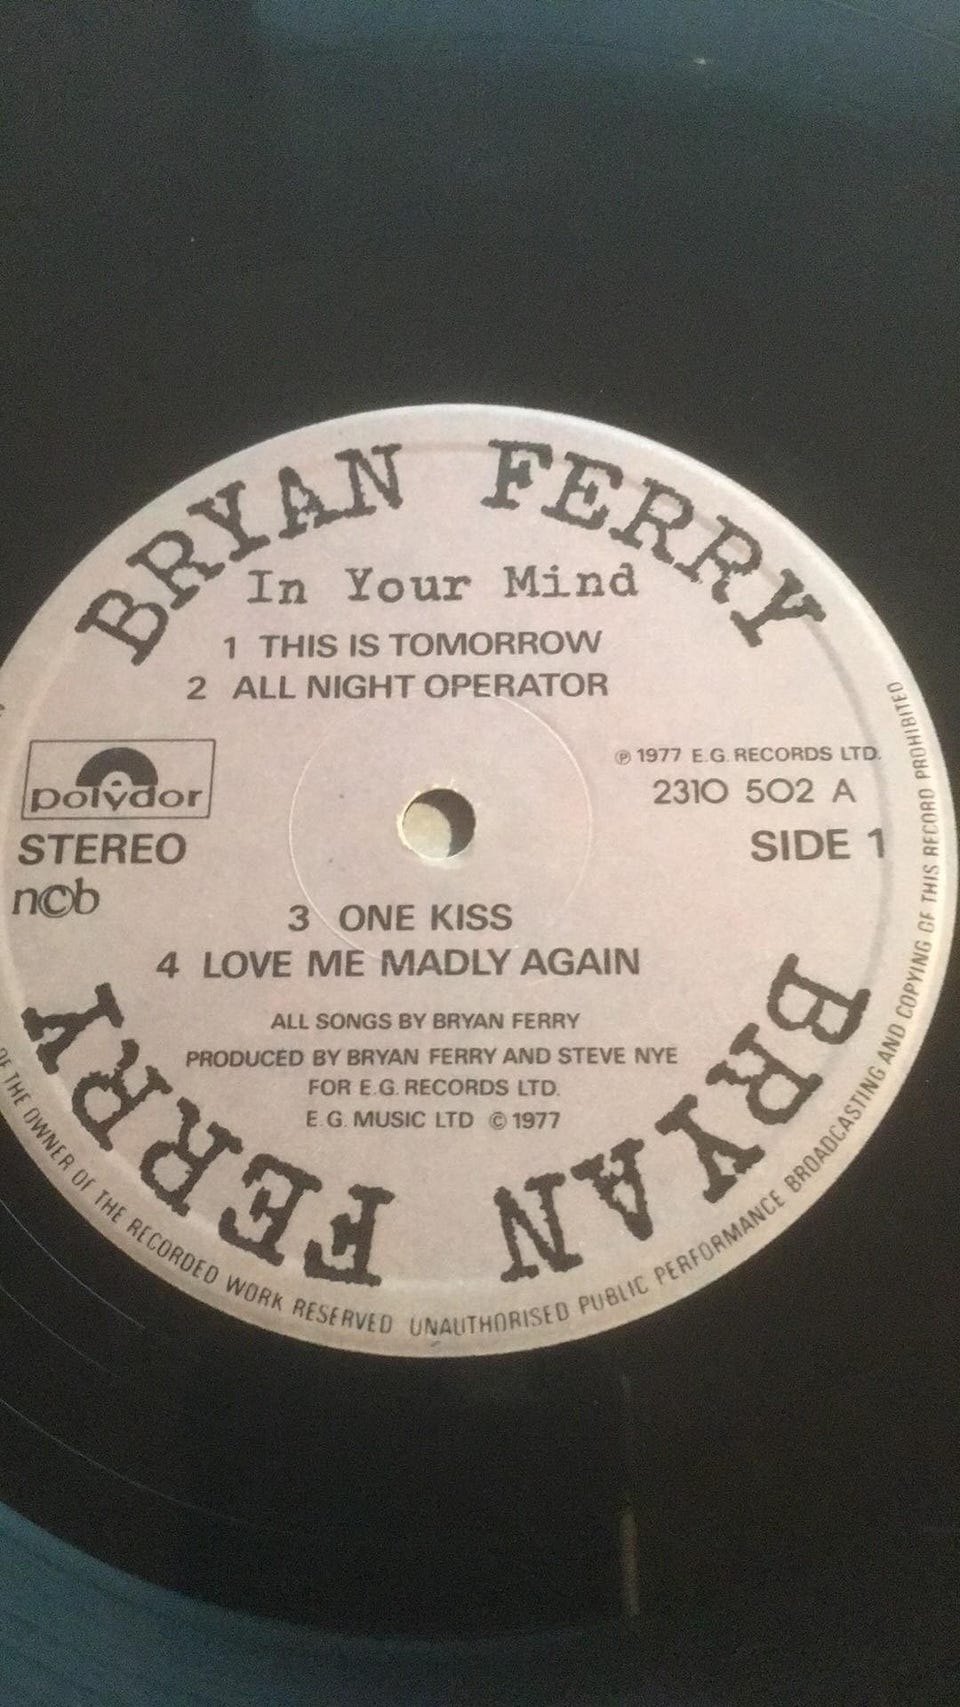 BRYAN FERRY
In Your Mind
1 THIS IS TOMORROW
2 ALL NIGHT OPERATOR
polydor
STEREO
n©b
℗ 1977 E.G. RECORDS LTD.
2310 502 A
SIDE 1
3 ONE KISS
4 LOVE ME MADLY AGAIN
ALL SONGS BY BRYAN FERRY
PRODUCED BY BRYAN FERRY AND STEVE NYE
FOR E.G. RECORDS LTD.
E.G. MUSIC LTD © 1977
BRYAN FERRY
OF THE OWNER OF THE RECORDED WORK RESERVED UNAUTHORISED PUBLIC PERFORMANCE BROADCASTING AND COPYING OF THIS RECORD PROHIBITED